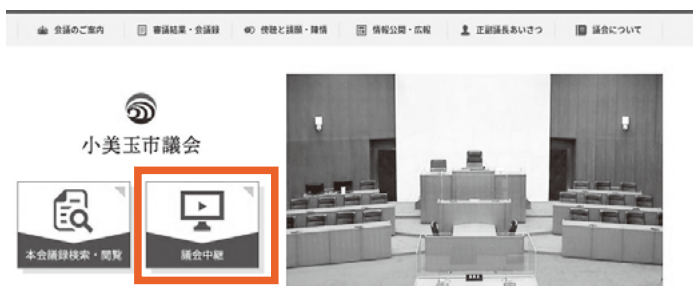 会議のご案内
審議結果・会議録
傍聴と請願・陳情
情報公開・広報
正副議長あいさつ
議会について
小美玉市議会
本会議録検索・閲覧
議会中継